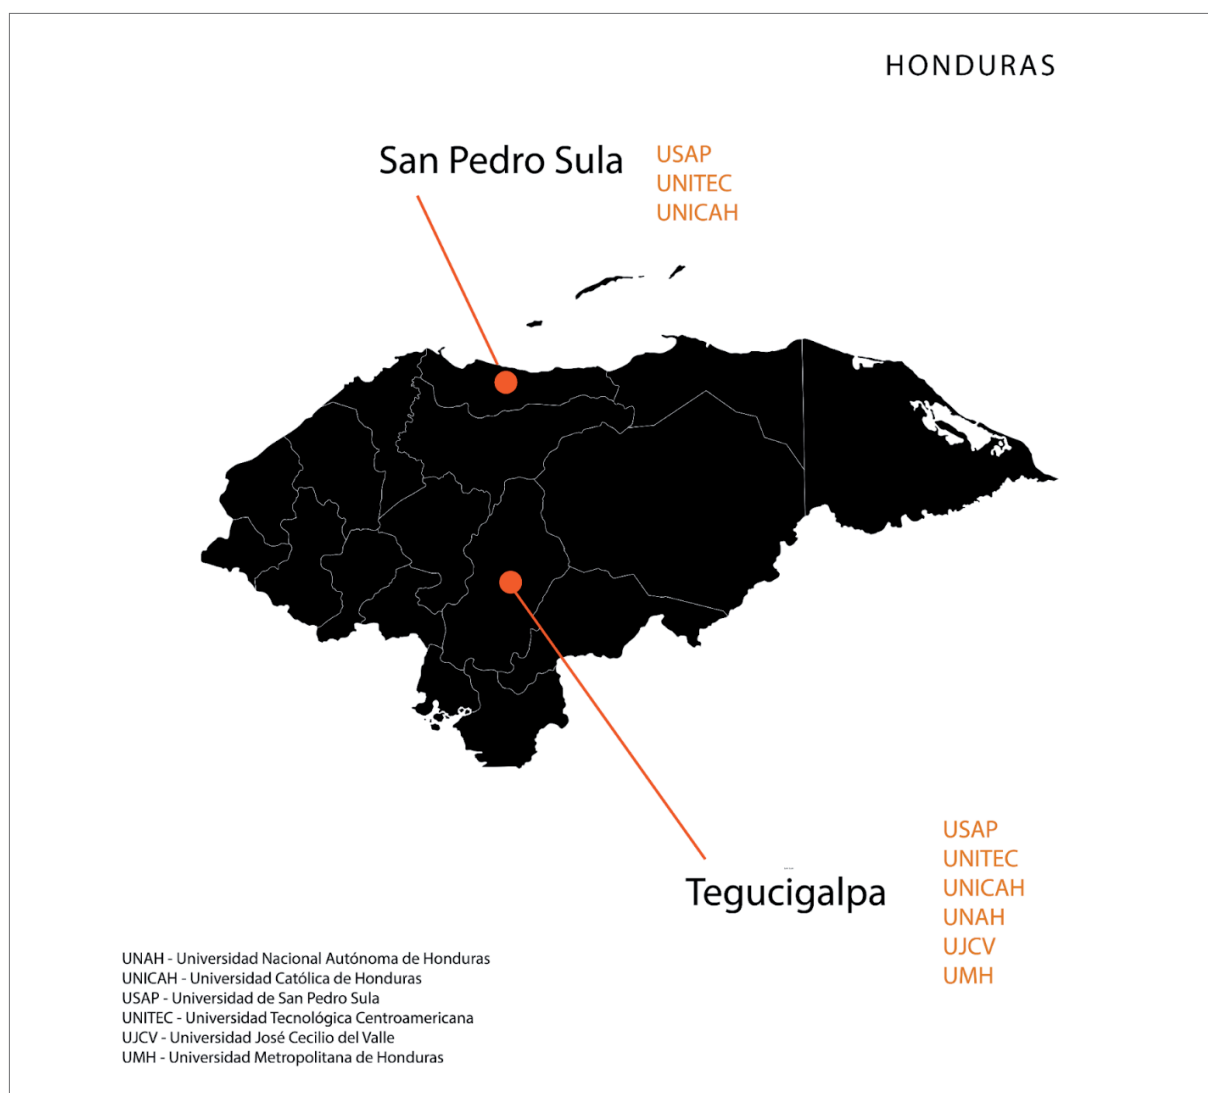 HONDURAS
San Pedro Sula
USAP
UNITEC
UNICAH
Tegucigalpa
USAP
UNITEC
UNICAH
UNAH
UJCV
UMH
UNAH - Universidad Nacional Autónoma de Honduras
UNICAH - Universidad Católica de Honduras
USAP - Universidad de San Pedro Sula
UNITEC - Universidad Tecnológica Centroamericana
UJCV - Universidad José Cecilio del Valle
UMH - Universidad Metropolitana de Honduras